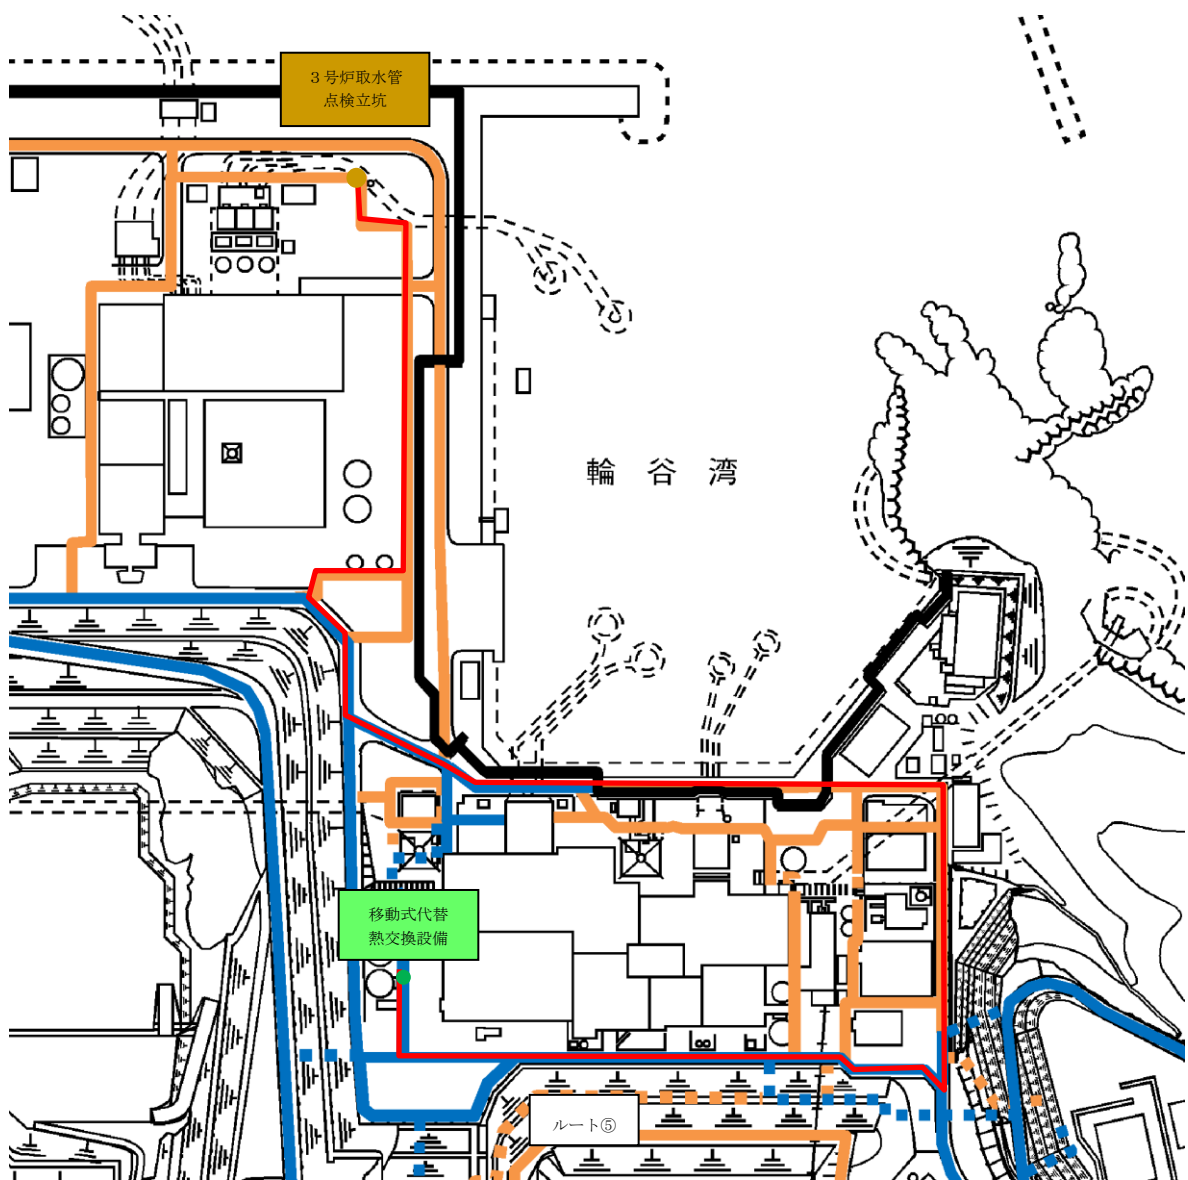 3号炉取水管
点検立坑
輪谷湾
移動式代替
熱交換設備
ルート⑤